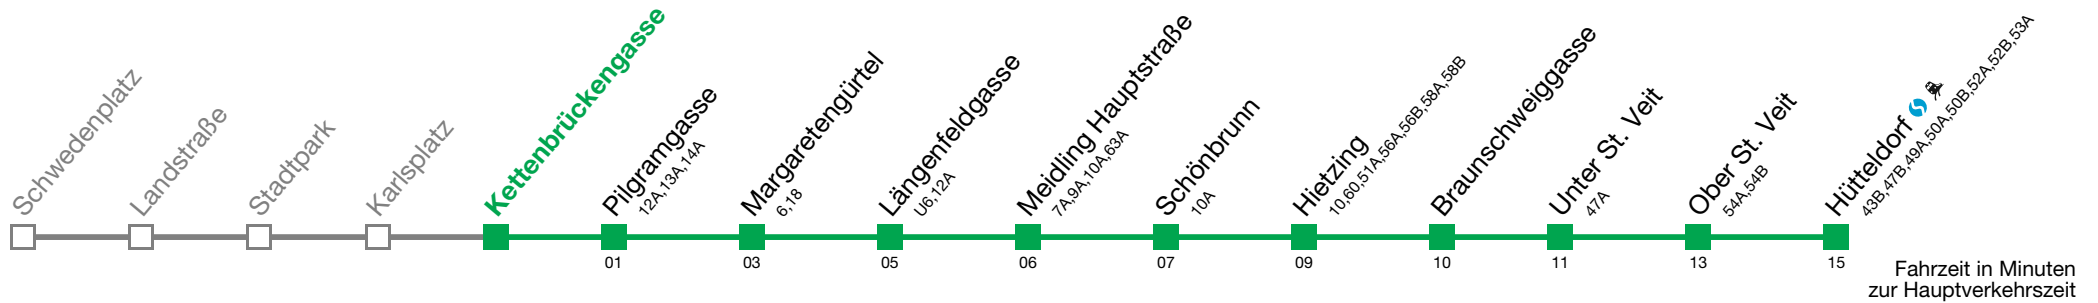 Schwedenplatz
Landstraße
Stadtpark
Karlsplatz
Kettenbrückengasse
Pilgramgasse
12A,13A,14A
Margaretengürtel
6,18
Längenfeldgasse
U6,12A
Meidling Hauptstraße
7A,9A,10A,63A
Schönbrunn
10A
Hietzing
10,60,51A,56A,56B,58A,58B
Braunschweiggasse
Unter St. Veit
47A
Ober St. Veit
54A,54B
Hütteldorf
43B,47B,49A,50A,50B,52A,52B,53A
01
03
05
06
07
09
10
11
13
15
Fahrzeit in Minuten
zur Hauptverkehrszeit